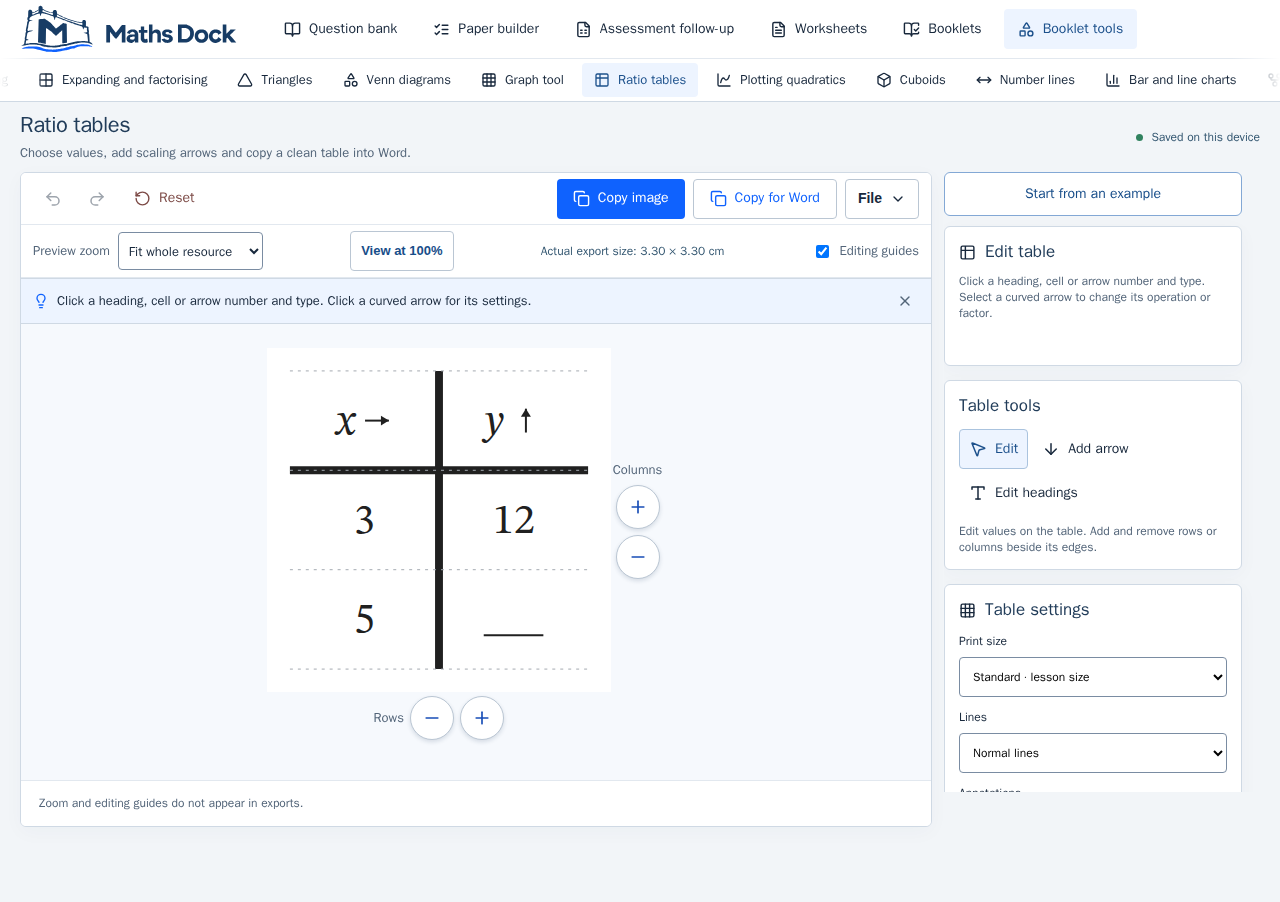 Maths Dock
Question bank
Paper builder
Assessment follow-up
Worksheets
Booklets
Booklet tools
Expanding and factorising
Triangles
Venn diagrams
Graph tool
Ratio tables
Plotting quadratics
Cuboids
Number lines
Bar and line charts
Ratio tables
Choose values, add scaling arrows and copy a clean table into Word.
Saved on this device
Reset
Copy image
Copy for Word
File
Start from an example
Preview zoom
Fit whole resource
View at 100%
Actual export size: 3.30 × 3.30 cm
Editing guides
Click a heading, cell or arrow number and type. Click a curved arrow for its settings.
x →
y ↑
3
12
5
Columns
+
−
Rows
−
+
Zoom and editing guides do not appear in exports.
Edit table
Click a heading, cell or arrow number and type.
Select a curved arrow to change its operation or
factor.
Table tools
Edit
Add arrow
Edit headings
Edit values on the table. Add and remove rows or
columns beside its edges.
Table settings
Print size
Standard · lesson size
Lines
Normal lines